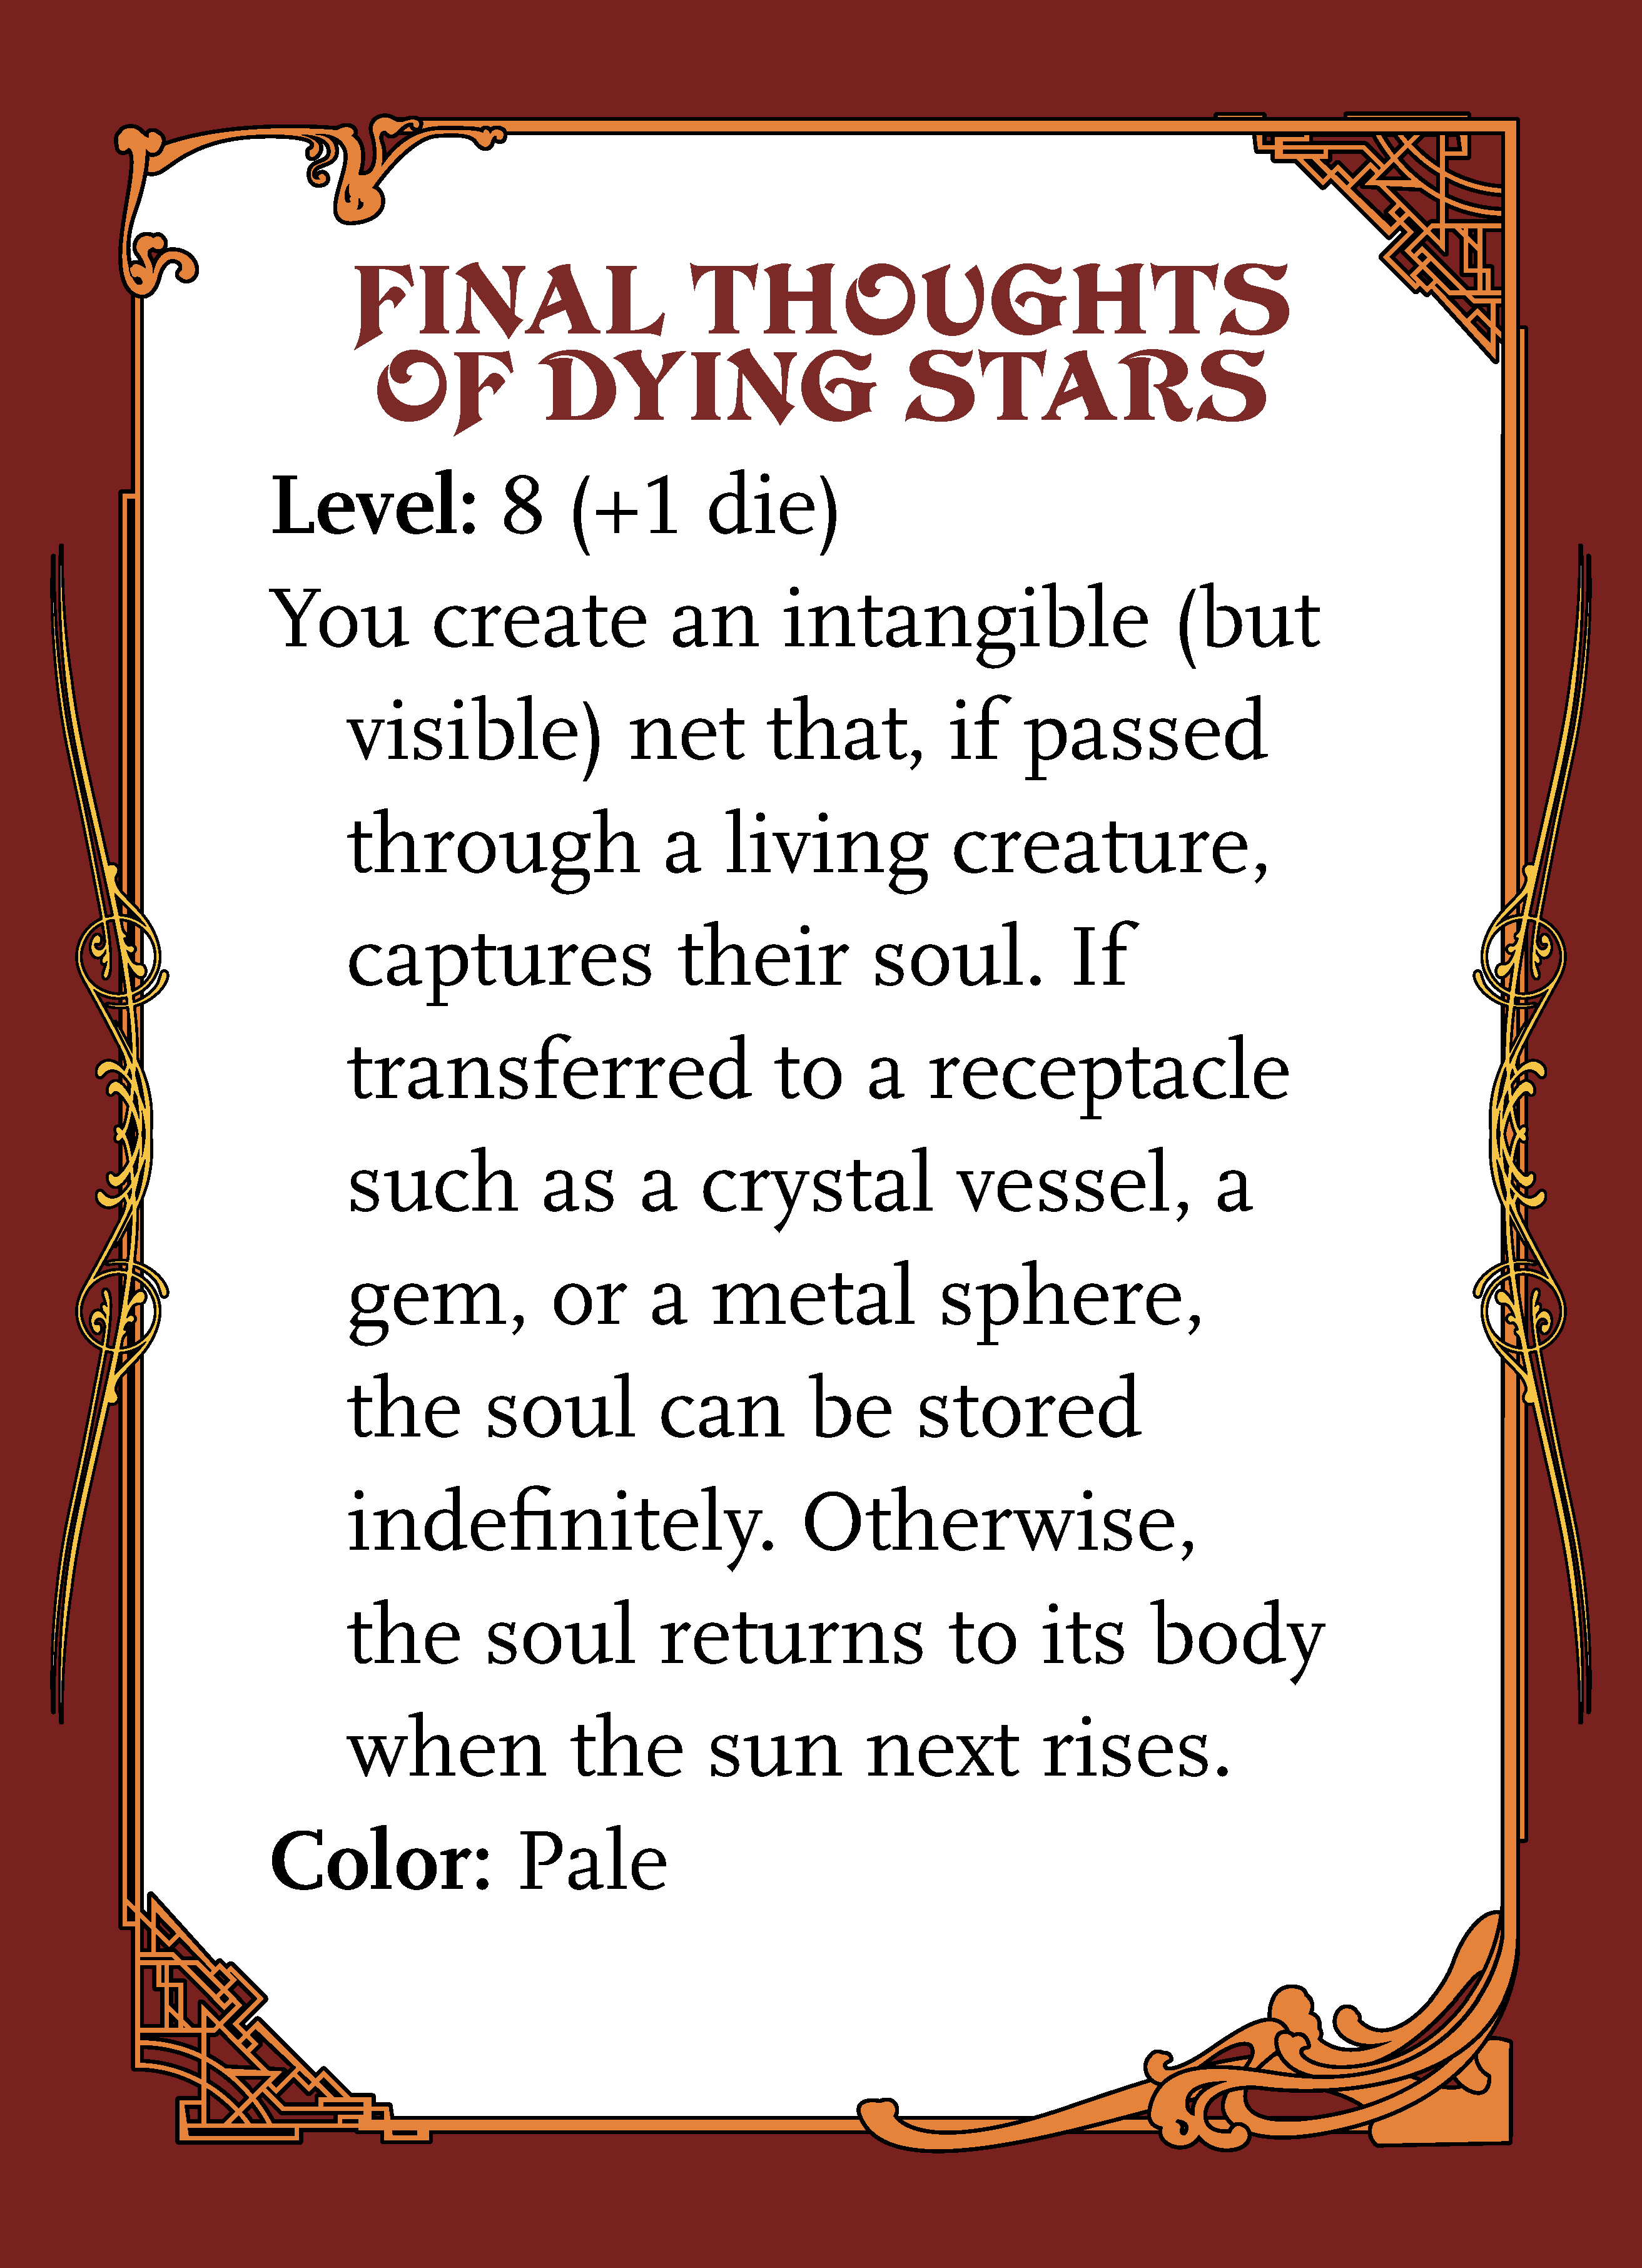 FINAL THOUGHTS
OF DYING STARS
Level: 8 (+1 die)
You create an intangible (but
visible) net that, if passed
through a living creature,
captures their soul. If
transferred to a receptacle
such as a crystal vessel, a
gem, or a metal sphere,
the soul can be stored
indefinitely. Otherwise,
the soul returns to its body
when the sun next rises.
Color: Pale